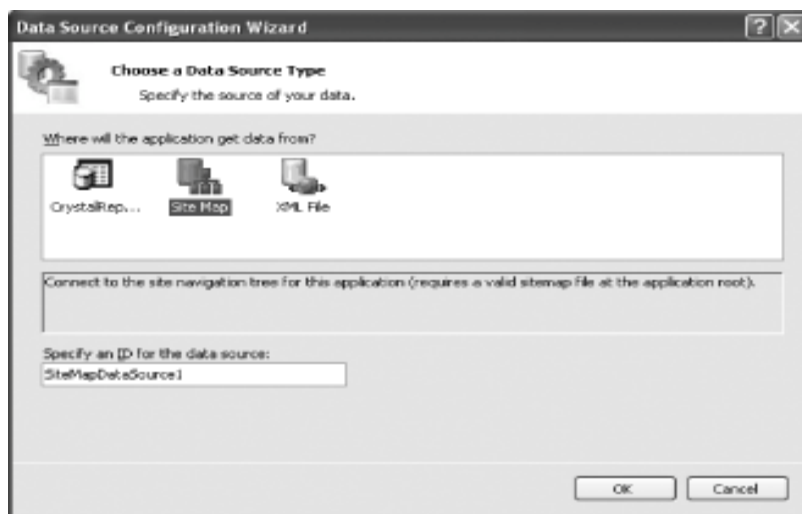 Data Source Configuration Wizard
Choose a Data Source Type
Specify the source of your data.
Where will the application get data from?
CrystalRep... Site Map XML File
Connect to the site navigation tree for this application (requires a valid sitemap file at the application root).
Specify an ID for the data source:
SiteMapDataSource1
OK Cancel